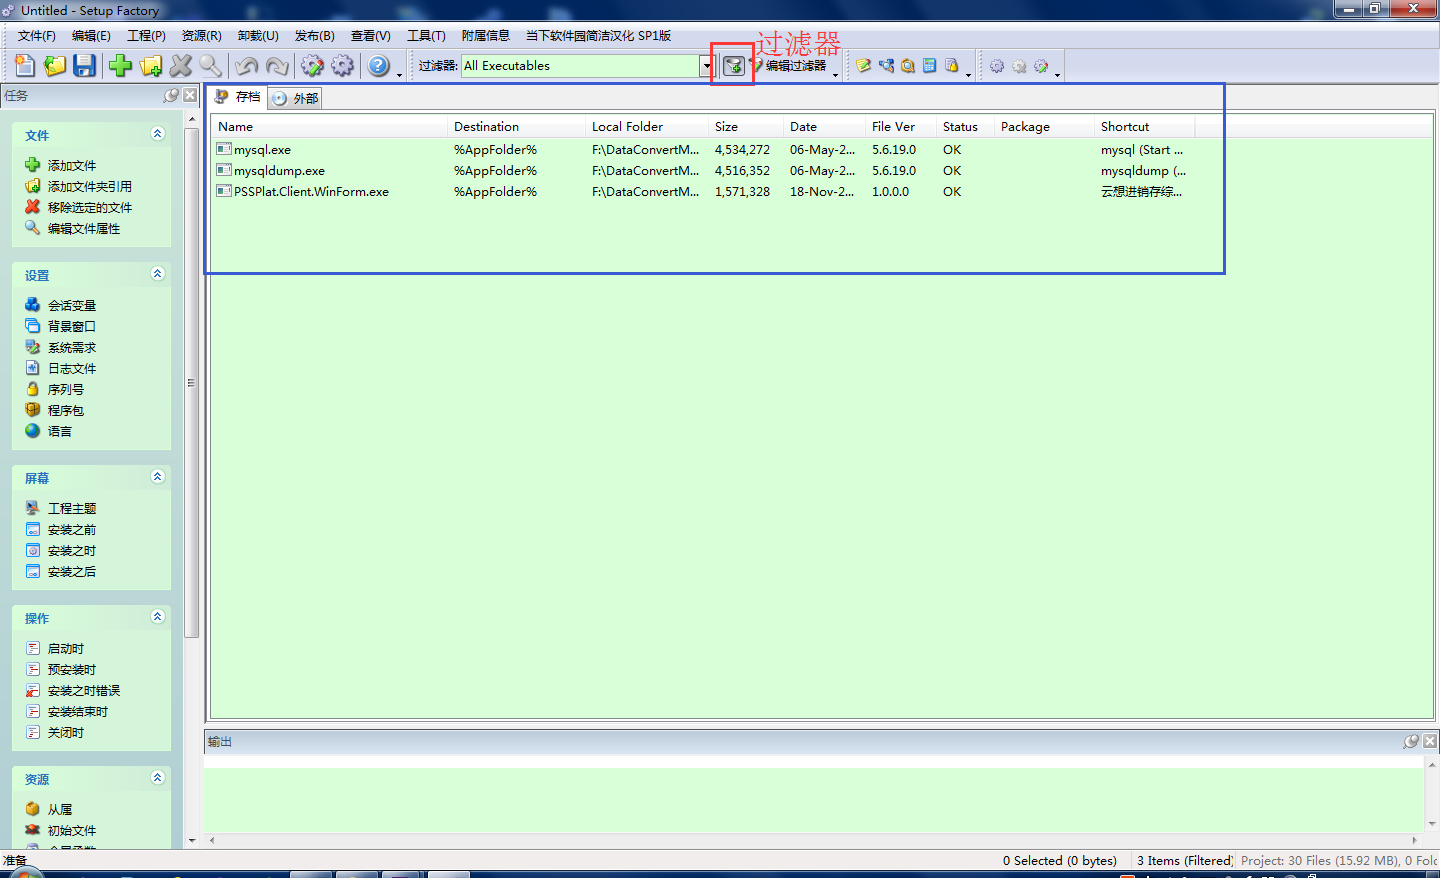 Untitled - Setup Factory
文件(F) 编辑(E) 工程(P) 资源(R) 卸载(U) 发布(B) 查看(V) 工具(T) 附属信息 当下软件园简洁汉化 SP1版
过滤器
过滤器: All Executables 编辑过滤器
任务
存档 外部
文件
添加文件
添加文件夹引用
移除选定的文件
编辑文件属性
设置
会话变量
背景窗口
系统需求
日志文件
序列号
程序包
语言
屏幕
工程主题
安装之前
安装之时
安装之后
操作
启动时
预安装时
安装之时错误
安装结束时
关闭时
资源
从属
初始文件
Name Destination Local Folder Size Date File Ver Status Package Shortcut
mysql.exe %AppFolder% F:\DataConvertM... 4,534,272 06-May-2... 5.6.19.0 OK mysql (Start ...
mysqldump.exe %AppFolder% F:\DataConvertM... 4,516,352 06-May-2... 5.6.19.0 OK mysqldump (...
PSSPlat.Client.WinForm.exe %AppFolder% F:\DataConvertM... 1,571,328 18-Nov-2... 1.0.0.0 OK 云想进销存综...
输出
准备 0 Selected (0 bytes) 3 Items (Filtered) Project: 30 Files (15.92 MB), 0 Fold